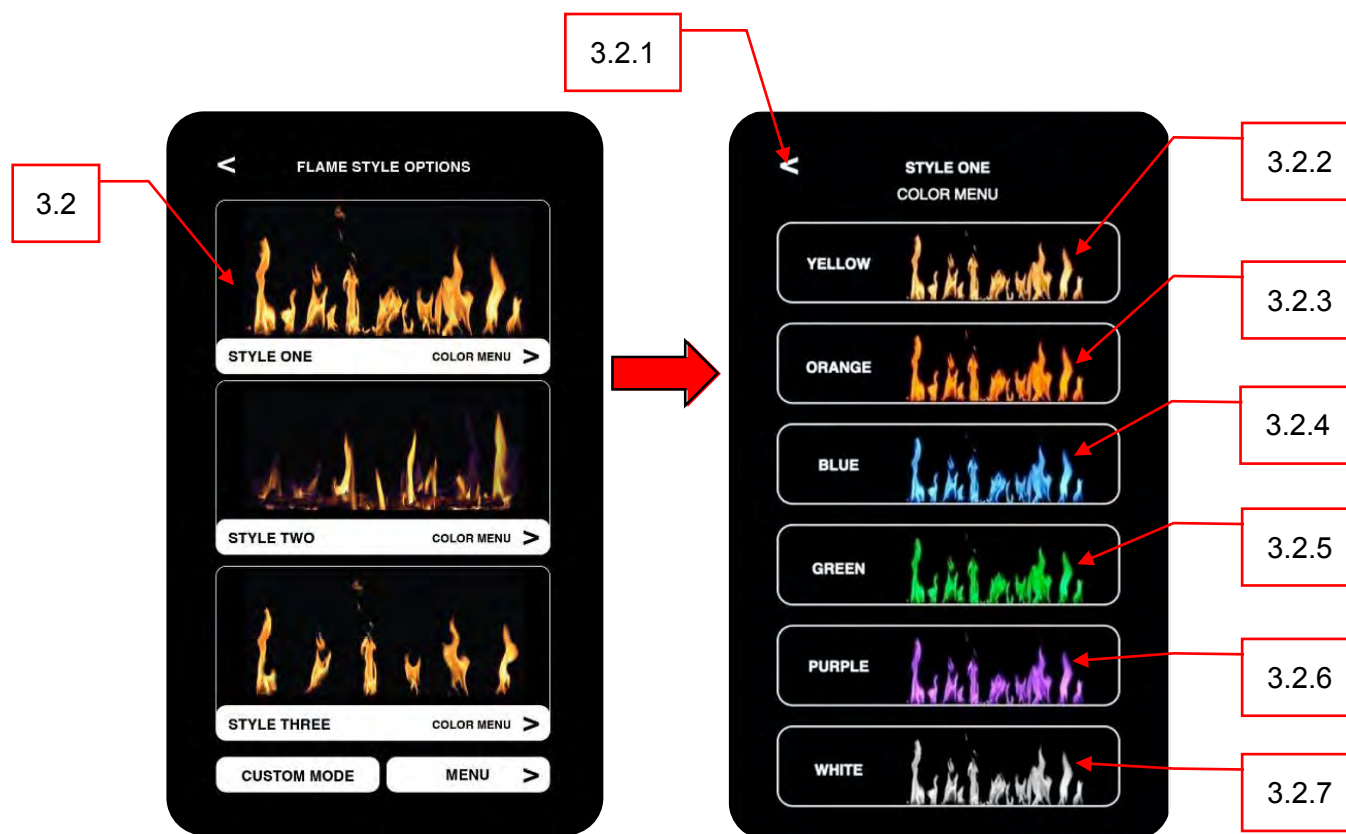 3.2.1
3.2
< FLAME STYLE OPTIONS
STYLE ONE COLOR MENU >
STYLE TWO COLOR MENU >
STYLE THREE COLOR MENU >
CUSTOM MODE MENU >
< STYLE ONE
COLOR MENU
YELLOW
ORANGE
BLUE
GREEN
PURPLE
WHITE
3.2.2
3.2.3
3.2.4
3.2.5
3.2.6
3.2.7